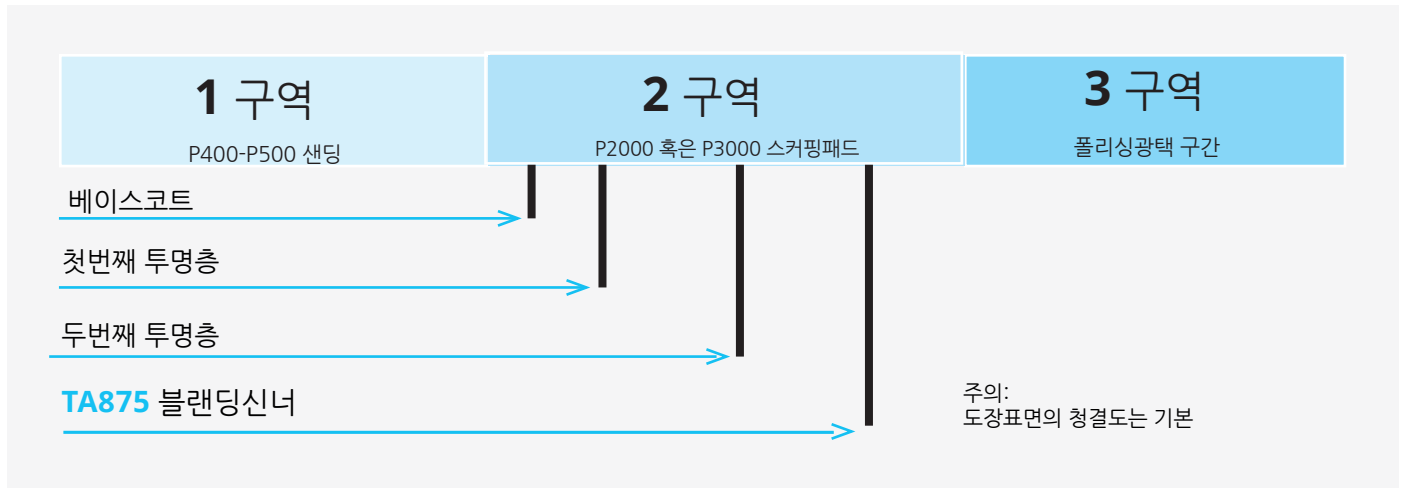 1 구역
P400-P500 샌딩
2 구역
P2000 혹은 P3000 스커핑패드
3 구역
폴리싱광택 구간
베이스코트
첫번째 투명층
두번째 투명층
TA875 블랜딩신너
주의:
도장표면의 청결도는 기본